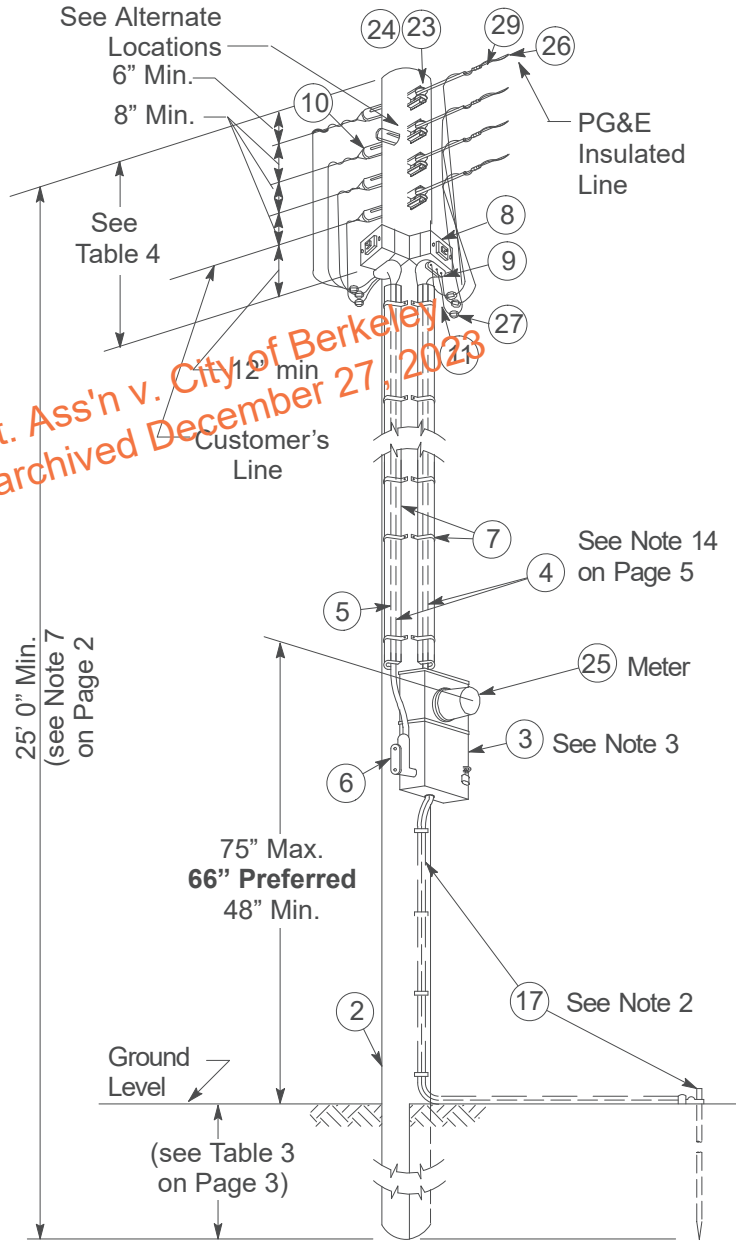 See Alternate
Locations
6” Min.
8” Min.
24
23
29
26
10
PG&E
Insulated
Line
See
Table 4
8
9
t. Ass'n v. City of Berkeley
archived December 27, 2023
12” min
11
27
Customer’s
Line
7
See Note 14
on Page 5
4
5
25’ 0” Min.
(see Note 7
on Page 2
25 Meter
3 See Note 3
6
75” Max.
66” Preferred
48” Min.
17 See Note 2
2
Ground
Level
(see Table 3
on Page 3)